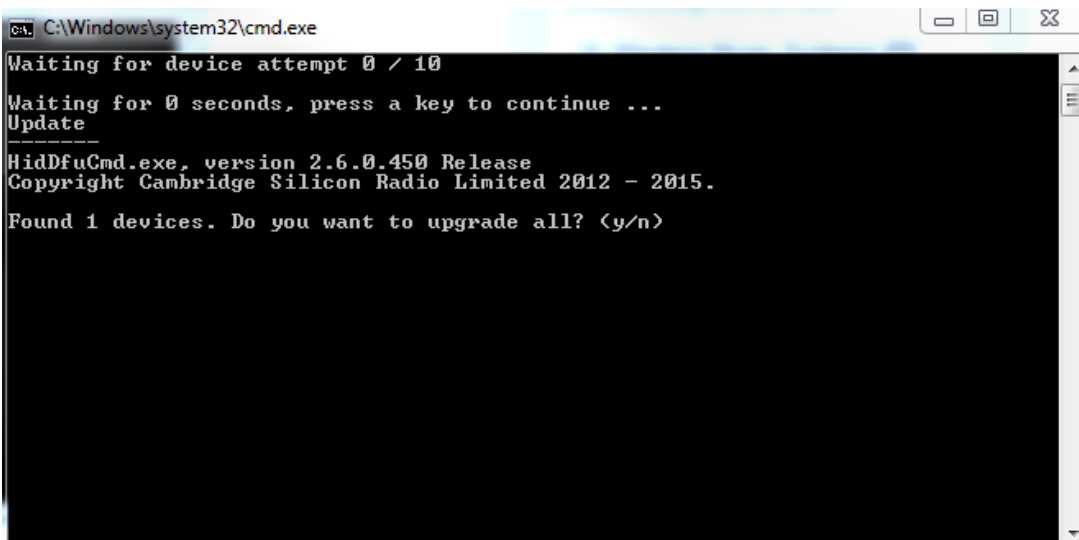 C:\Windows\system32\cmd.exe
Waiting for device attempt 0 / 10
Waiting for 0 seconds, press a key to continue ...
Update
-------
HidDfuCmd.exe, version 2.6.0.450 Release
Copyright Cambridge Silicon Radio Limited 2012 - 2015.
Found 1 devices. Do you want to upgrade all? (y/n)